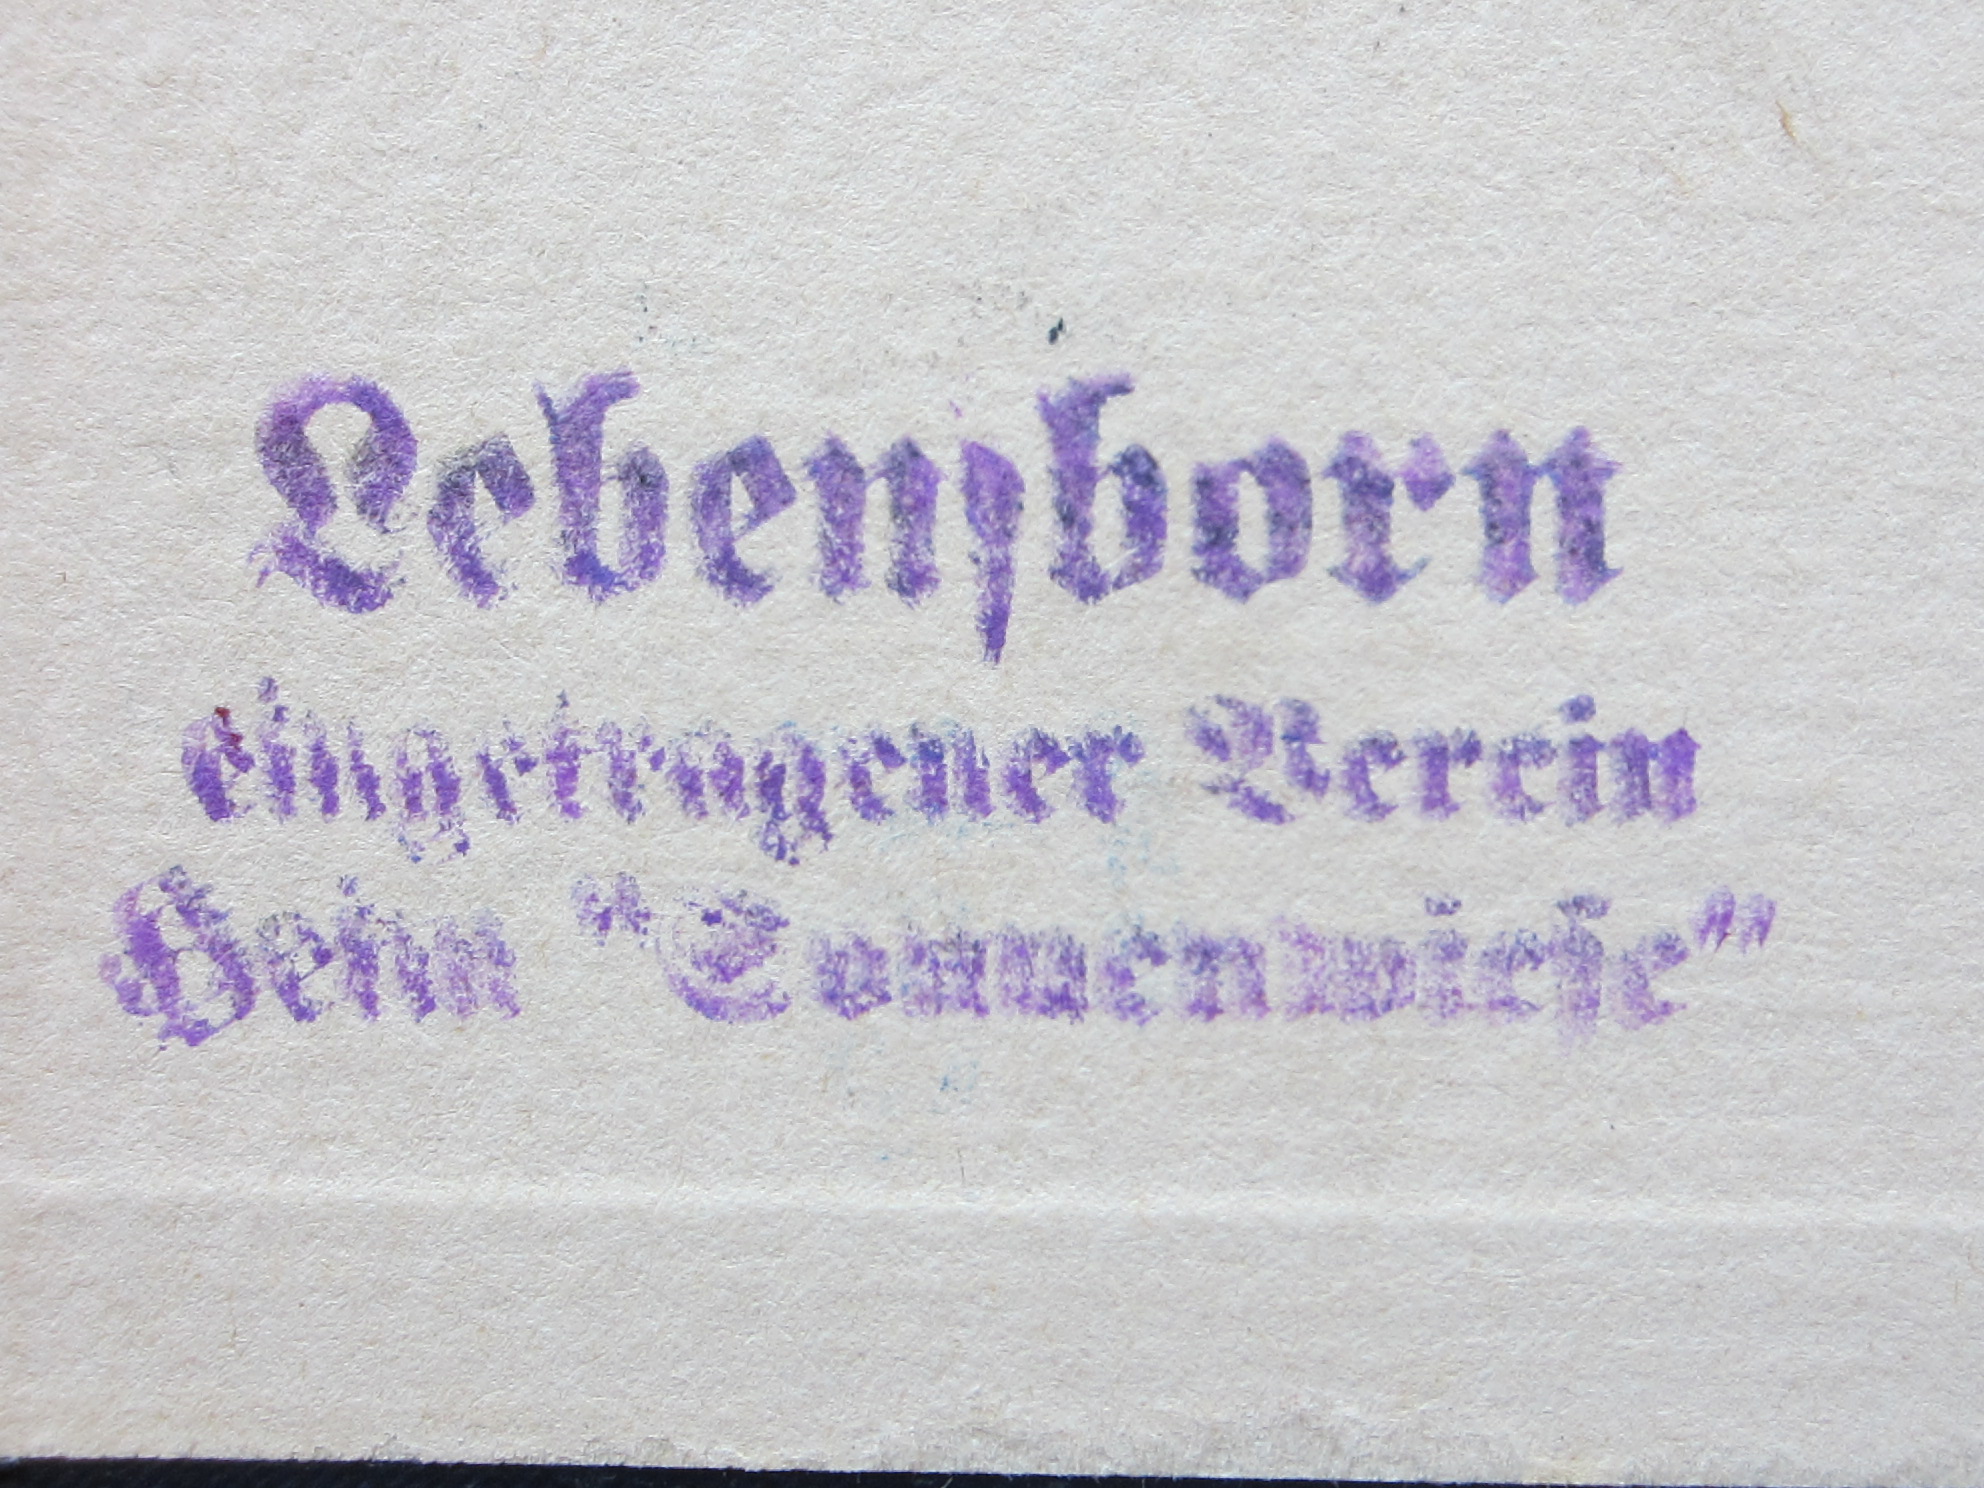 Lebensborn
eingetragener Verein
Heim "Sonnenwiese"